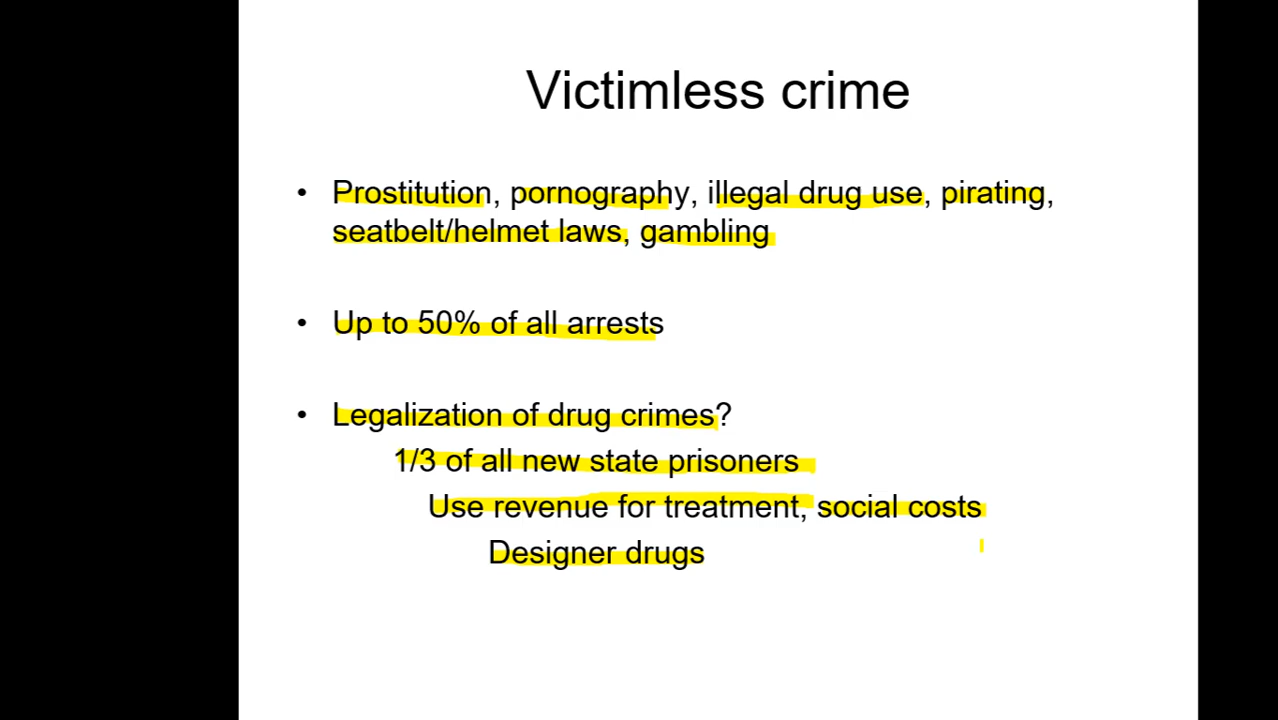 Victimless crime
• Prostitution, pornography, illegal drug use, pirating,
seatbelt/helmet laws, gambling
• Up to 50% of all arrests
• Legalization of drug crimes?
1/3 of all new state prisoners
Use revenue for treatment, social costs
Designer drugs